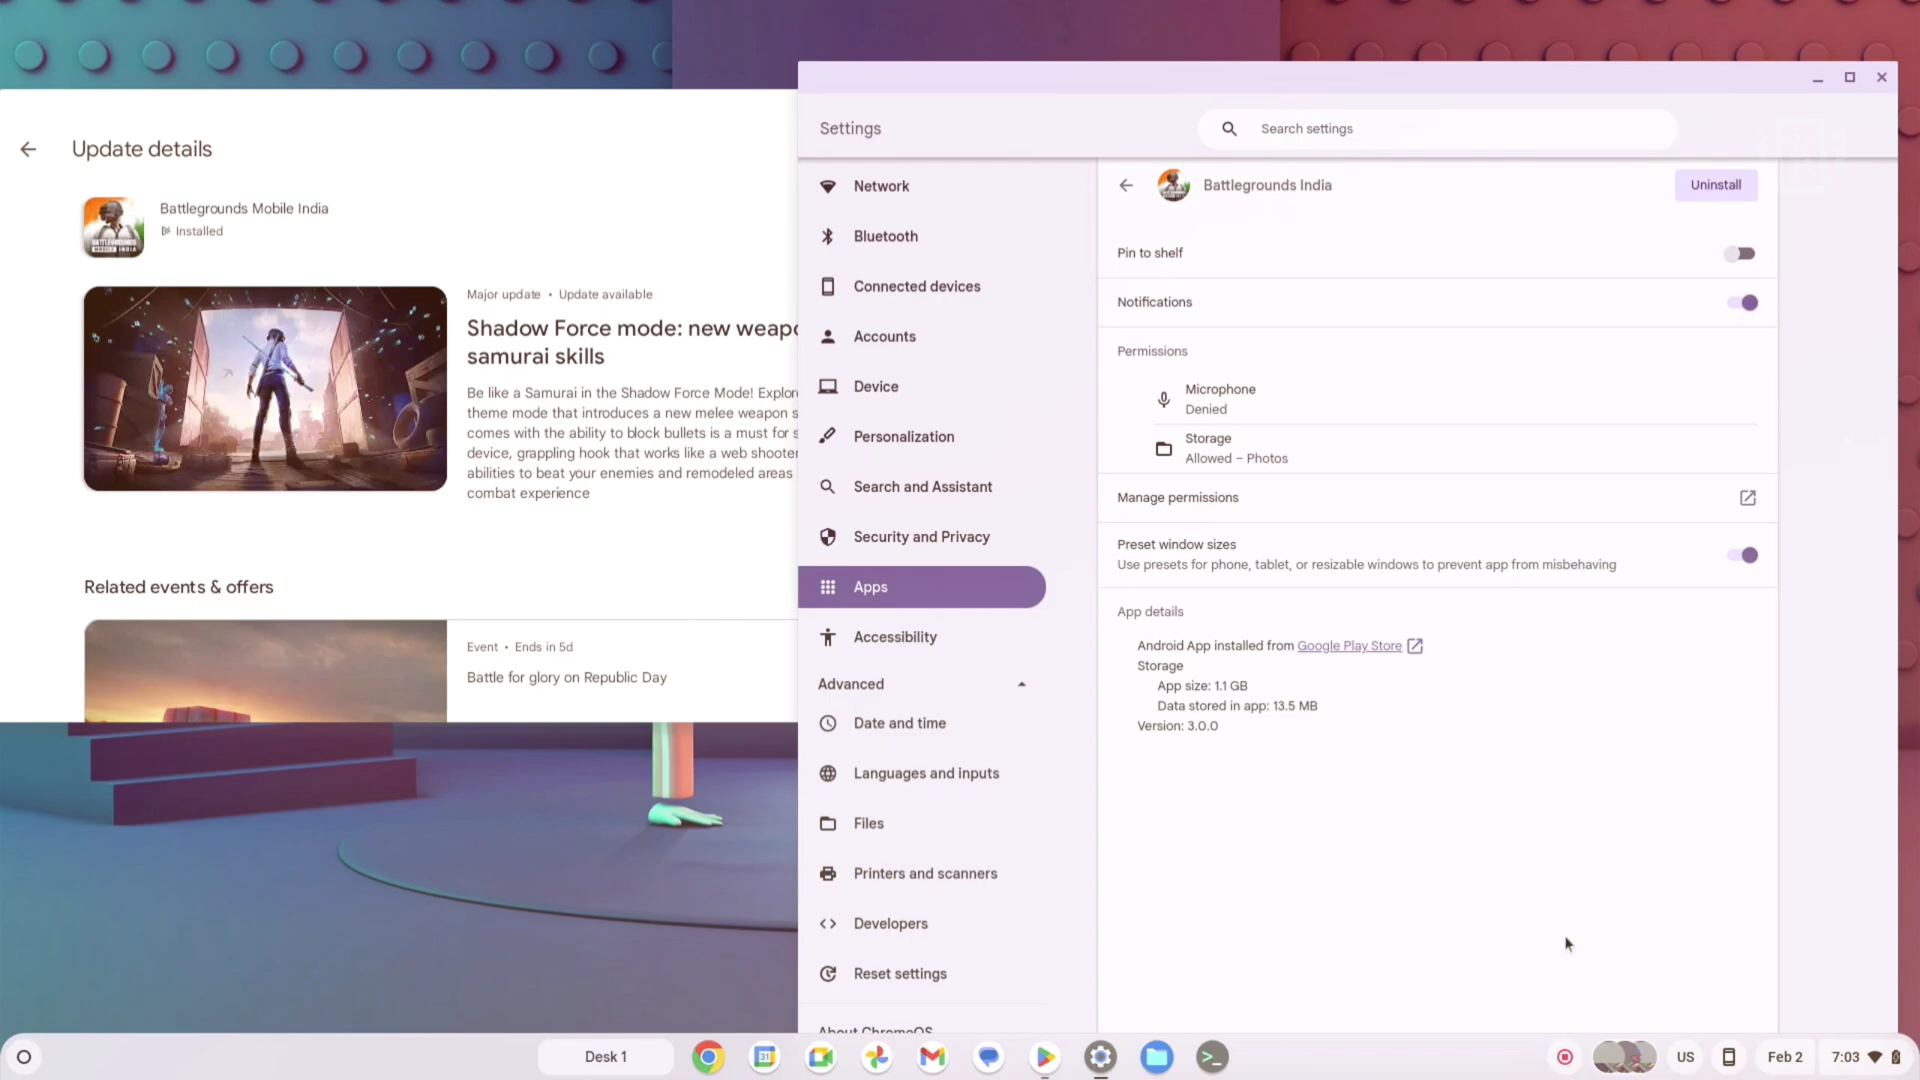 Update details
Battlegrounds Mobile India
Installed
Major update • Update available
Shadow Force mode: new weapo
samurai skills
Be like a Samurai in the Shadow Force Mode! Explor
theme mode that introduces a new melee weapon s
comes with the ability to block bullets is a must for s
device, grappling hook that works like a web shooter
abilities to beat your enemies and remodeled areas
combat experience
Related events & offers
Event • Ends in 5d
Battle for glory on Republic Day
Settings
Search settings
Network
Bluetooth
Connected devices
Accounts
Device
Personalization
Search and Assistant
Security and Privacy
Apps
Accessibility
Advanced
Date and time
Languages and inputs
Files
Printers and scanners
Developers
Reset settings
About ChromeOS
Battlegrounds India
Uninstall
Pin to shelf
Notifications
Permissions
Microphone
Denied
Storage
Allowed – Photos
Manage permissions
Preset window sizes
Use presets for phone, tablet, or resizable windows to prevent app from misbehaving
App details
Android App installed from Google Play Store
Storage
App size: 1.1 GB
Data stored in app: 13.5 MB
Version: 3.0.0
Desk 1
31
US
Feb 2
7:03